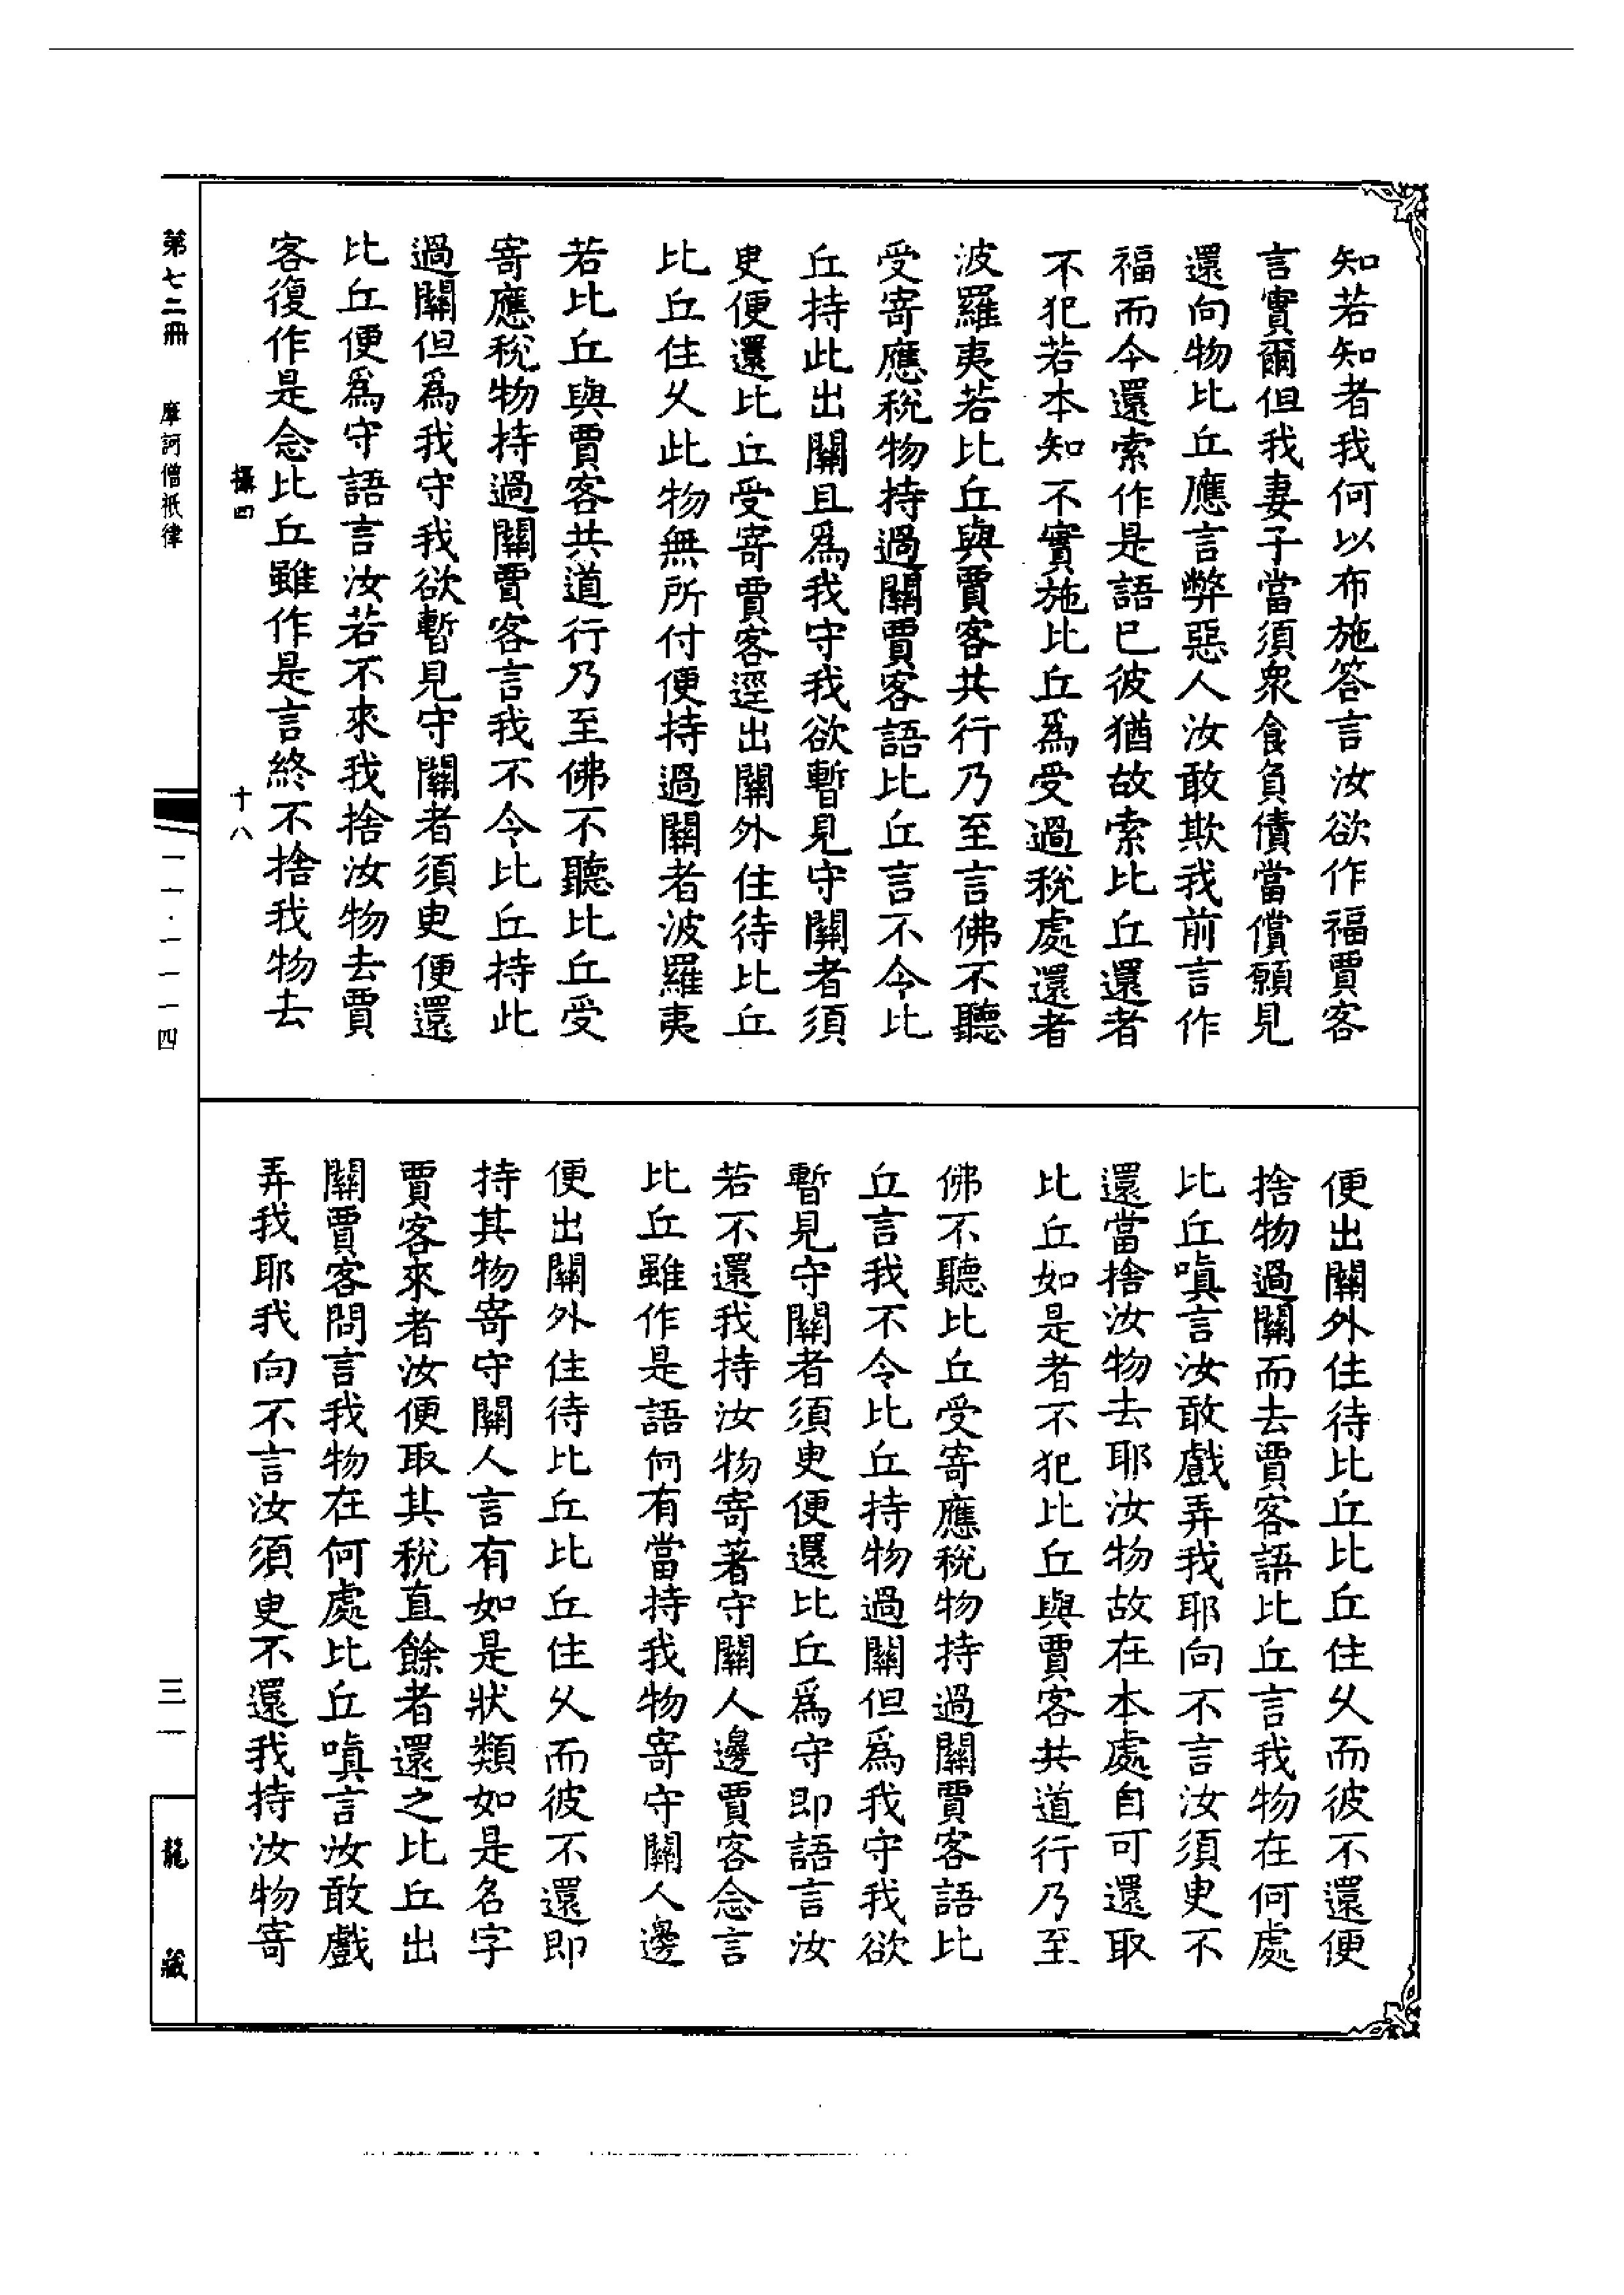 知若知者我何以布施答言汝欲作福賈客
言實爾但我妻子當須衆食負債當償願見
還向物比丘應言弊惡人汝敢欺我前言作
福而今還索作是語已彼猶故索比丘還者
不犯若本知不實施比丘爲受過稅處還者
波羅夷若比丘與賈客共行乃至言佛不聽
受寄應稅物持過關賈客語比丘言不令比
丘持此出關且爲我守我欲暫見守關者須
臾便還比丘受寄賈客逕出關外住待比丘
比丘住久此物無所付便持過關者波羅夷
若比丘與賈客共道行乃至佛不聽比丘受
寄應稅物持過關賈客言我不令比丘持此
過關但爲我守我欲暫見守關者須臾便還
比丘便爲守語言汝若不來我捨汝物去賈
客復作是念比丘雖作是言終不捨我物去
攝四 十八
便出關外住待比丘比丘住久而彼不還便
捨物過關而去賈客語比丘言我物在何處
比丘嗔言汝敢戲弄我耶向不言汝須臾不
還當捨汝物去耶汝物故在本處自可還取
比丘如是者不犯比丘與賈客共道行乃至
佛不聽比丘受寄應稅物持過關賈客語比
丘言我不令比丘持物過關但爲我守我欲
暫見守關者須臾便還比丘爲守即語言汝
若不還我持汝物寄著守關人邊賈客念言
比丘雖作是語何有當持我物寄守關人邊
便出關外住待比丘比丘住久而彼不還即
持其物寄守關人言有如是狀類如是名字
賈客來者汝便取其稅直餘者還之比丘出
關賈客問言我物在何處比丘嗔言汝敢戲
弄我耶我向不言汝須臾不還我持汝物寄
第七二冊 摩訶僧祇律 一一·一一一四 三一 龍藏